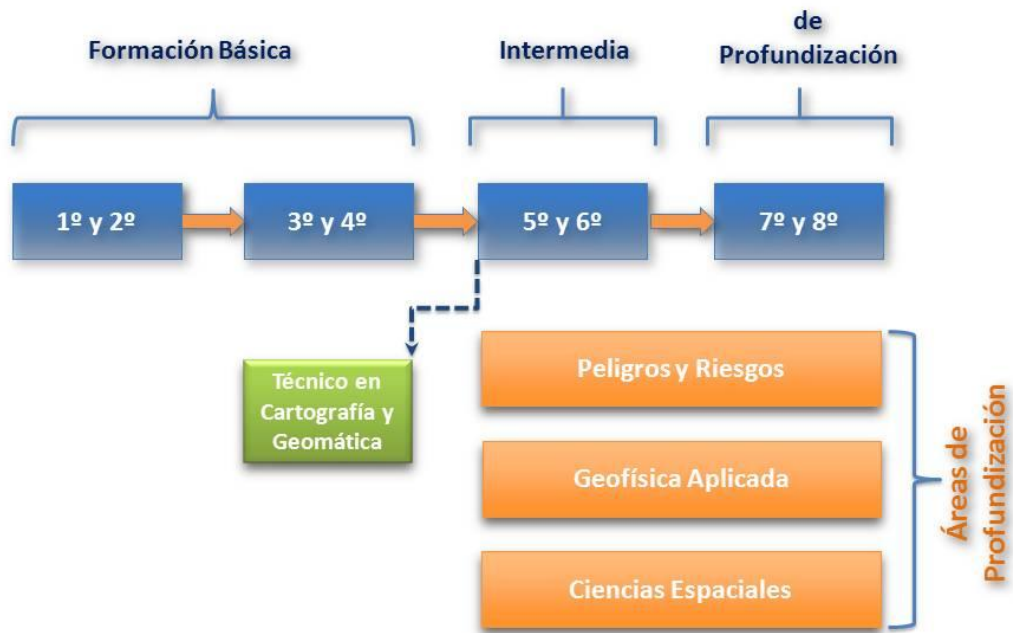 Formación Básica
Intermedia
de
Profundización
1º y 2º
3º y 4º
5º y 6º
7º y 8º
Técnico en
Cartografía y
Geomática
Peligros y Riesgos
Geofísica Aplicada
Ciencias Espaciales
Áreas de
Profundización